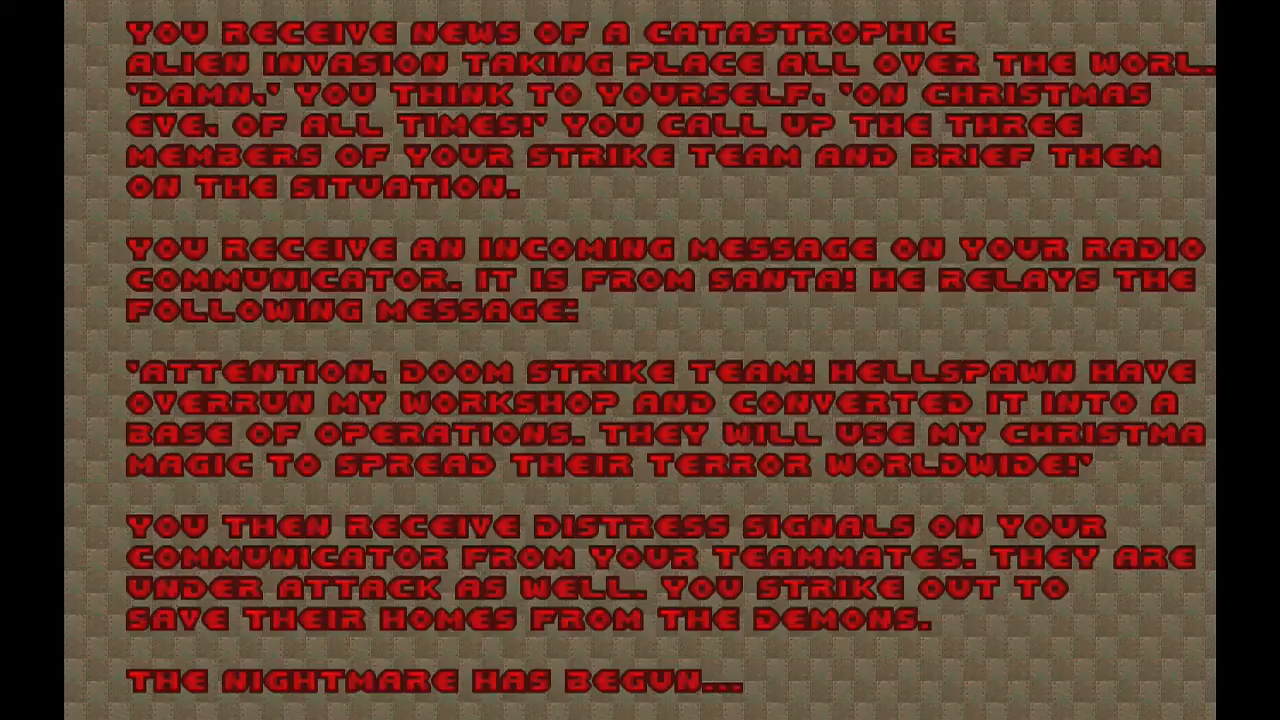 YOU RECEIVE NEWS OF A CATASTROPHIC
ALIEN INVASION TAKING PLACE ALL OVER THE WORL.
'DAMN,' YOU THINK TO YOURSELF, 'ON CHRISTMAS
EVE, OF ALL TIMES!' YOU CALL UP THE THREE
MEMBERS OF YOUR STRIKE TEAM AND BRIEF THEM
ON THE SITUATION.
YOU RECEIVE AN INCOMING MESSAGE ON YOUR RADIO
COMMUNICATOR. IT IS FROM SANTA! HE RELAYS THE
FOLLOWING MESSAGE:
'ATTENTION, DOOM STRIKE TEAM! HELLSPAWN HAVE
OVERRUN MY WORKSHOP AND CONVERTED IT INTO A
BASE OF OPERATIONS. THEY WILL USE MY CHRISTMA
MAGIC TO SPREAD THEIR TERROR WORLDWIDE!'
YOU THEN RECEIVE DISTRESS SIGNALS ON YOUR
COMMUNICATOR FROM YOUR TEAMMATES. THEY ARE
UNDER ATTACK AS WELL. YOU STRIKE OUT TO
SAVE THEIR HOMES FROM THE DEMONS.
THE NIGHTMARE HAS BEGUN...